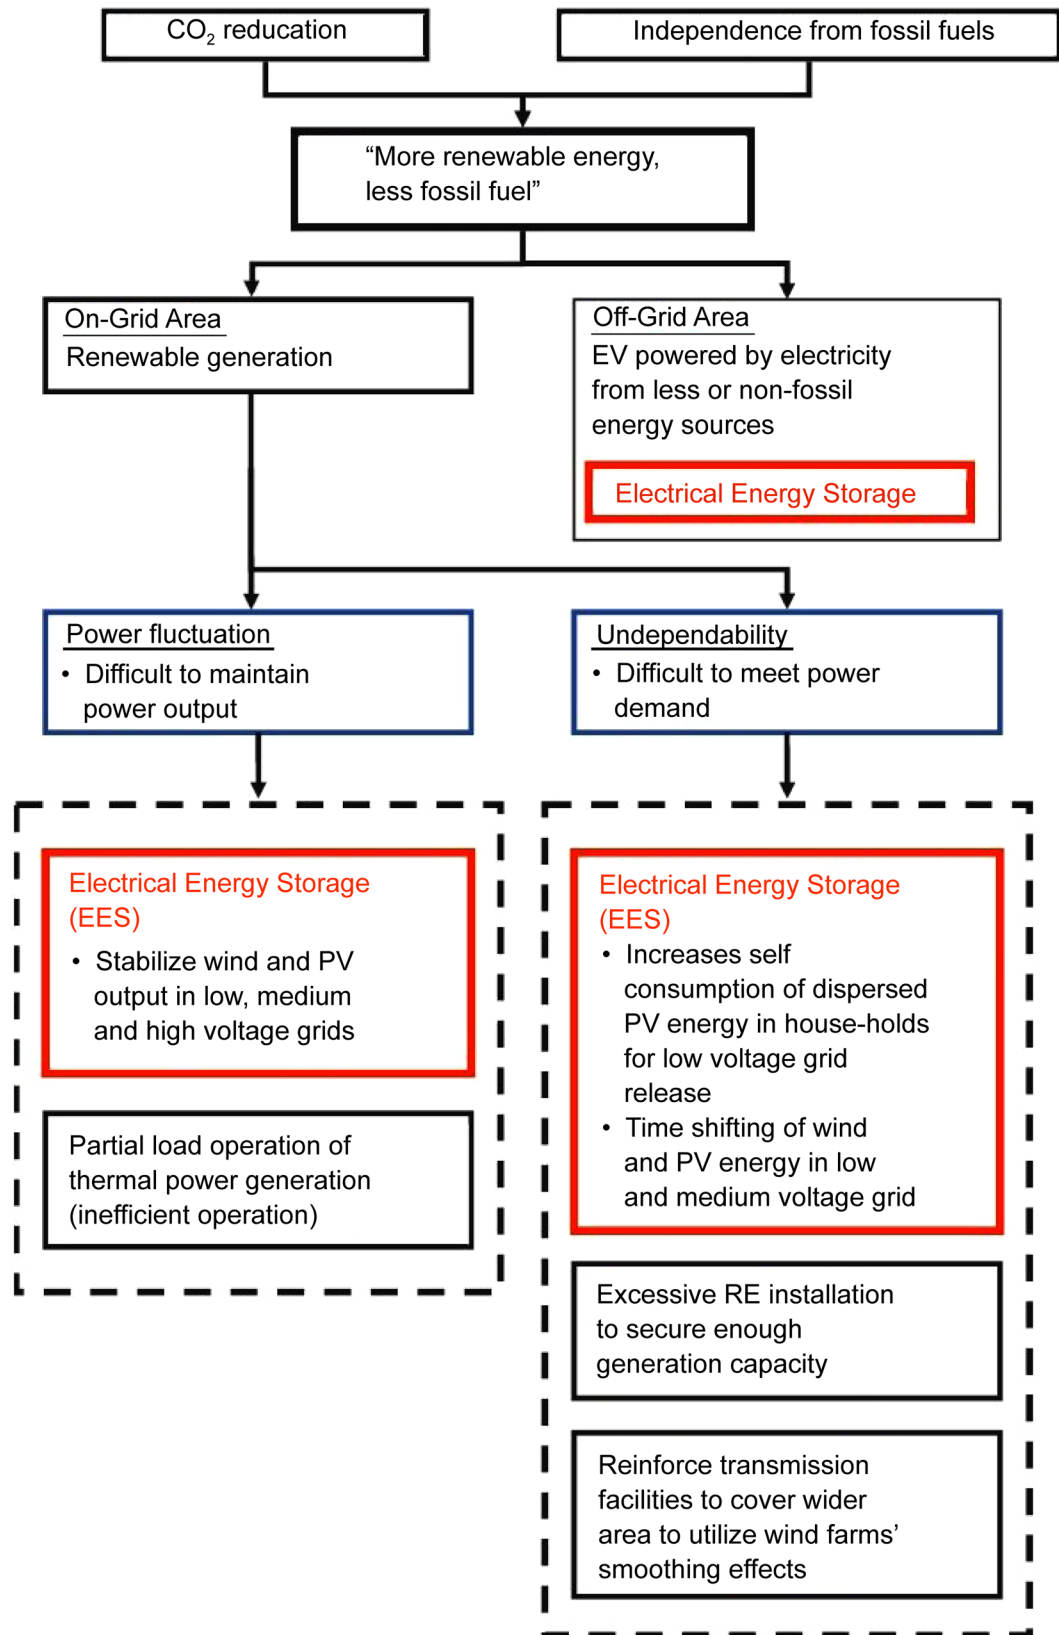 CO₂ reducation
Independence from fossil fuels
“More renewable energy,
less fossil fuel”
On-Grid Area
Renewable generation
Off-Grid Area
EV powered by electricity
from less or non-fossil
energy sources
Electrical Energy Storage
Power fluctuation
• Difficult to maintain
power output
Undependability
• Difficult to meet power
demand
Electrical Energy Storage
(EES)
• Stabilize wind and PV
output in low, medium
and high voltage grids
Partial load operation of
thermal power generation
(inefficient operation)
Electrical Energy Storage
(EES)
• Increases self
consumption of dispersed
PV energy in house-holds
for low voltage grid
release
• Time shifting of wind
and PV energy in low
and medium voltage grid
Excessive RE installation
to secure enough
generation capacity
Reinforce transmission
facilities to cover wider
area to utilize wind farms’
smoothing effects